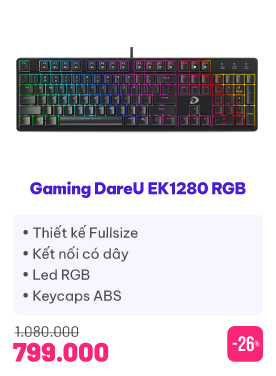 Gaming DareU EK1280 RGB
• Thiết kế Fullsize
• Kết nối có dây
• Led RGB
• Keycaps ABS
1.080.000
799.000
-26%